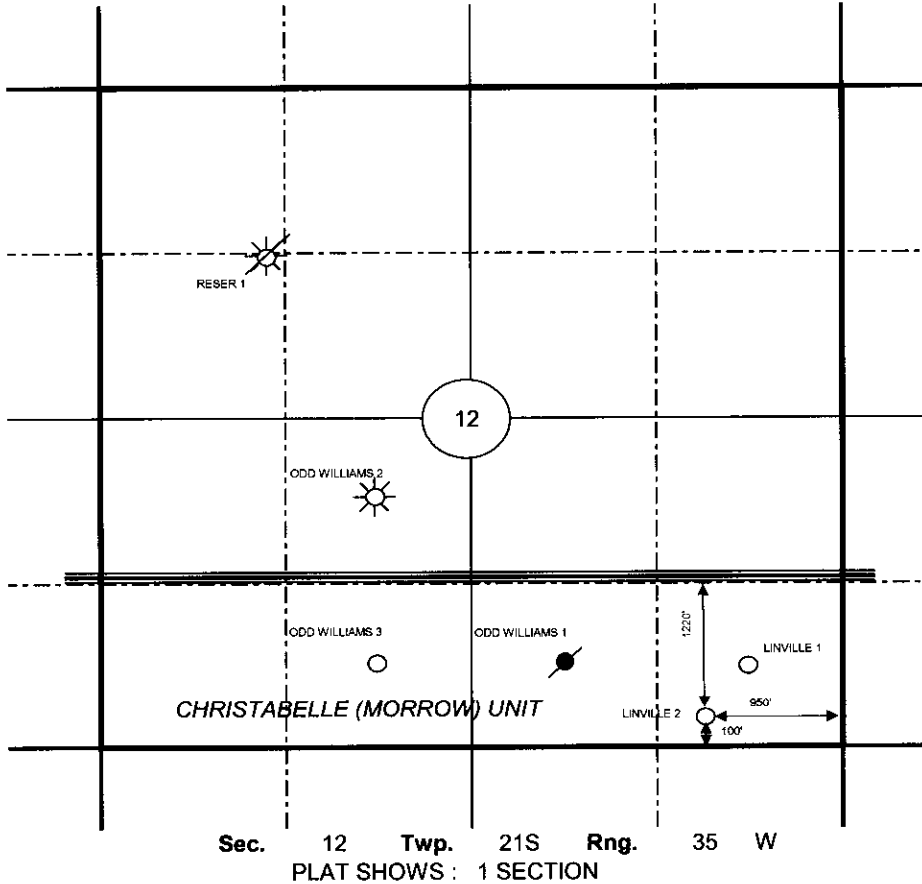 RESER 1
12
ODD WILLIAMS 2
ODD WILLIAMS 3
ODD WILLIAMS 1
1220'
LINVILLE 1
CHRISTABELLE (MORROW) UNIT
LINVILLE 2
950'
100'
Sec. 12 Twp. 21S Rng. 35 W
PLAT SHOWS : 1 SECTION